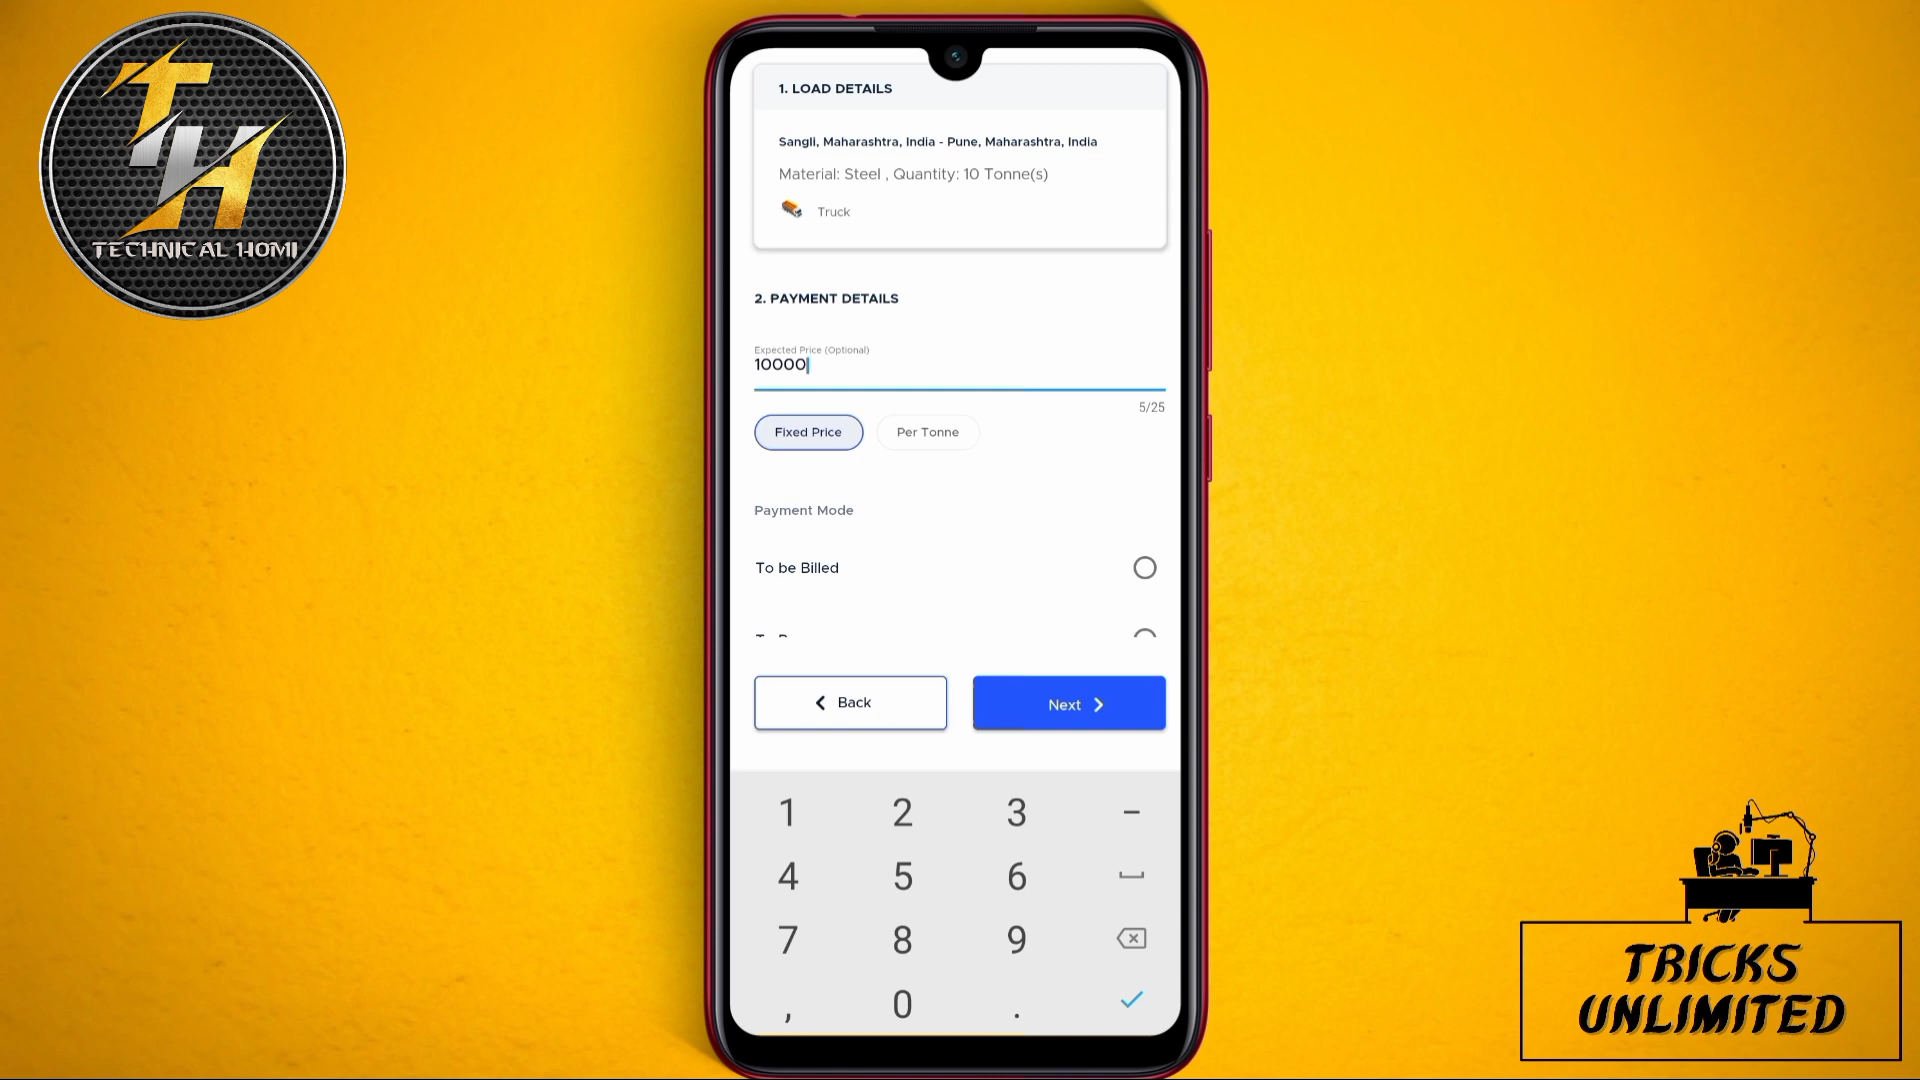 TH
TECHNICAL HOMI
1. LOAD DETAILS
Sangli, Maharashtra, India - Pune, Maharashtra, India
Material: Steel , Quantity: 10 Tonne(s)
Truck
2. PAYMENT DETAILS
Expected Price (Optional)
10000
5/25
Fixed Price
Per Tonne
Payment Mode
To be Billed
Back
Next
1 2 3 –
4 5 6
7 8 9
, 0 .
TRICKS
UNLIMITED